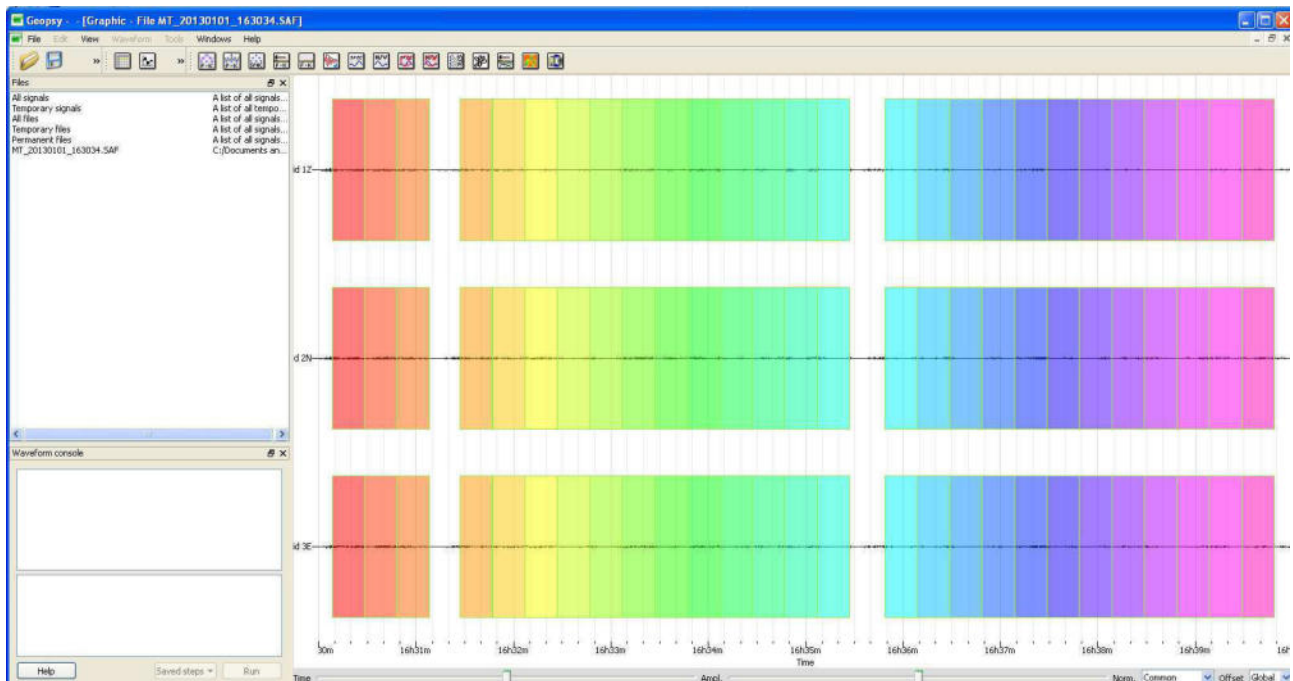 Geopsy - - [Graphic - File MT_20130101_163034.SAF]
File Edit View Waveform Tools Windows Help
Files
All signals A list of all signals...
Temporary signals A list of all tempo...
All files A list of all signals...
Temporary files A list of all signals...
Permanent files A list of all signals...
MT_20130101_163034.SAF C:/Documents an...
id 1Z
d 2N
id 3E
Waveform console
30m 16h31m 16h32m 16h33m 16h34m 16h35m 16h36m 16h37m 16h38m 16h39m 16h
Time
Help Saved steps Run
Time Ampl. Norm. Common Offset Global